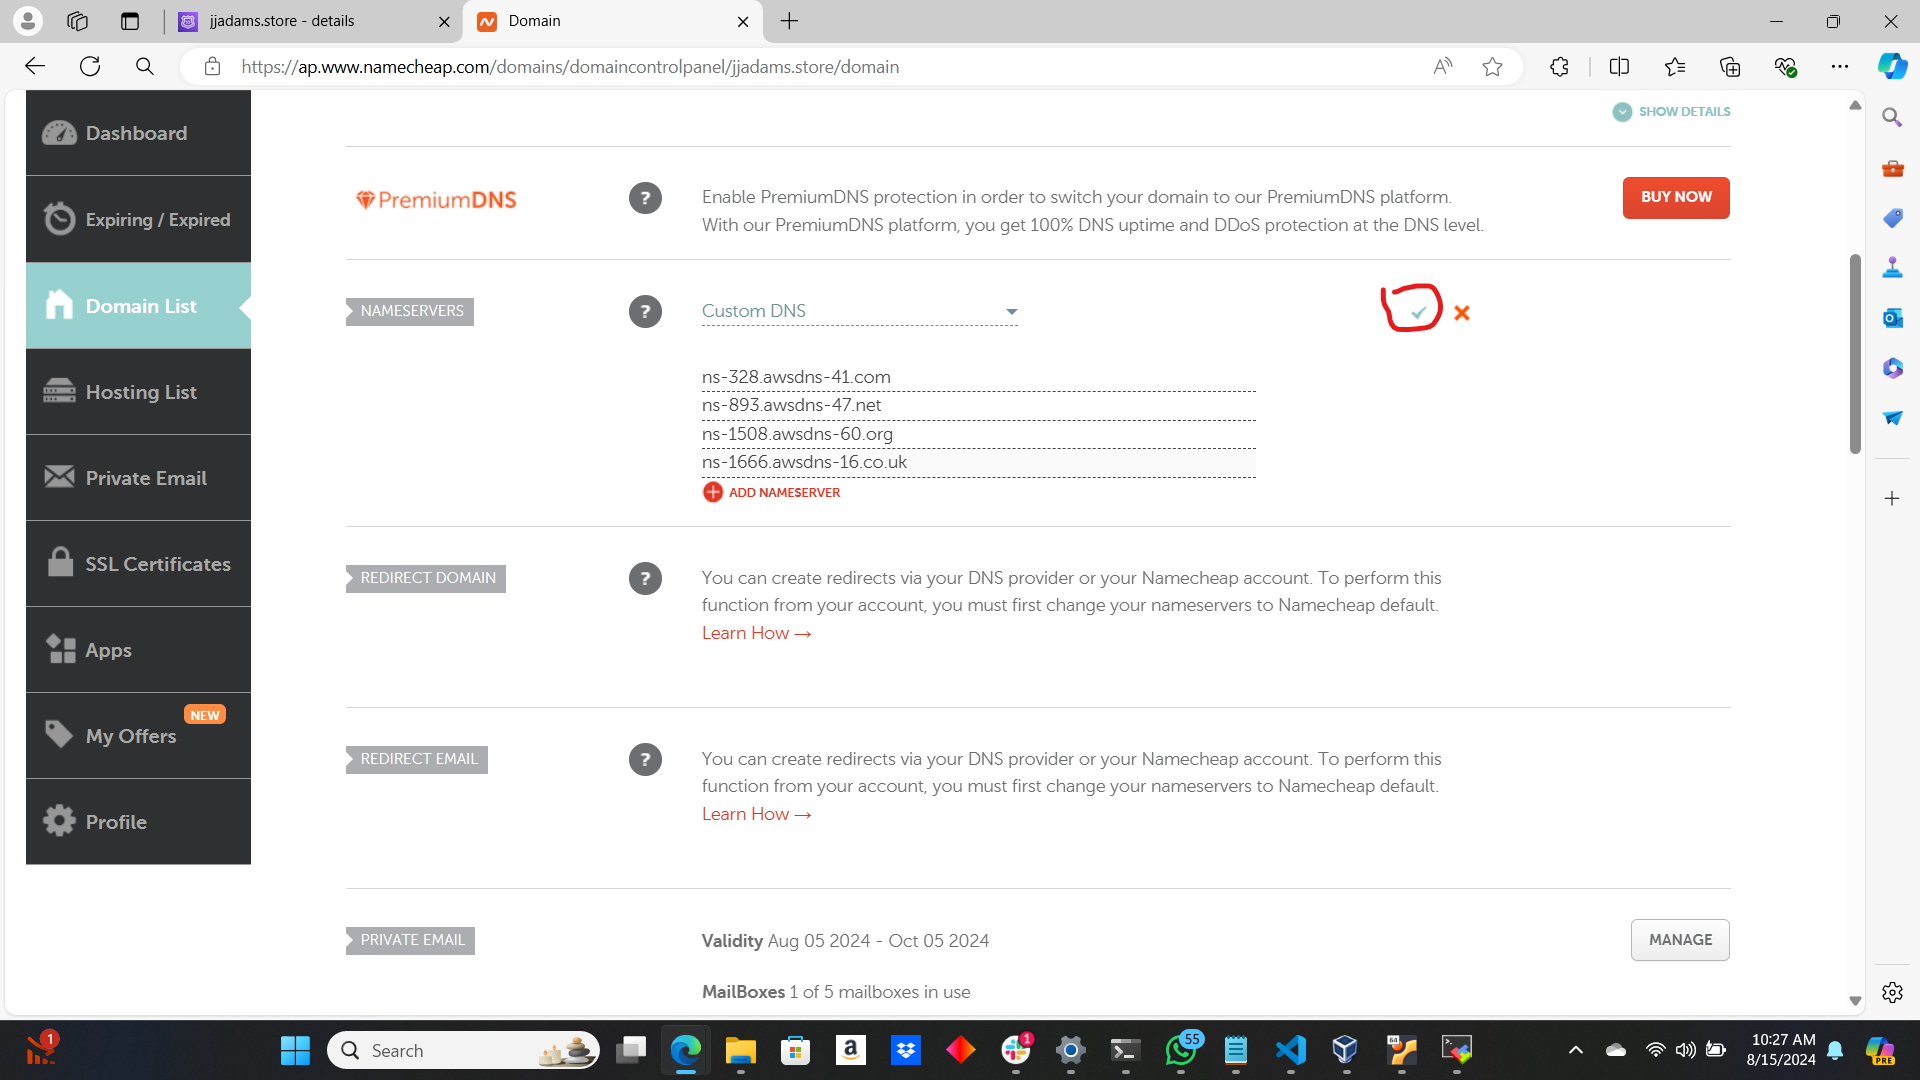 jjadams.store - details
Domain
https://ap.www.namecheap.com/domains/domaincontrolpanel/jjadams.store/domain
Dashboard
Expiring / Expired
Domain List
Hosting List
Private Email
SSL Certificates
Apps
NEW
My Offers
Profile
SHOW DETAILS
PremiumDNS
?
Enable PremiumDNS protection in order to switch your domain to our PremiumDNS platform.
With our PremiumDNS platform, you get 100% DNS uptime and DDoS protection at the DNS level.
BUY NOW
NAMESERVERS
?
Custom DNS
ns-328.awsdns-41.com
ns-893.awsdns-47.net
ns-1508.awsdns-60.org
ns-1666.awsdns-16.co.uk
ADD NAMESERVER
REDIRECT DOMAIN
?
You can create redirects via your DNS provider or your Namecheap account. To perform this
function from your account, you must first change your nameservers to Namecheap default.
Learn How →
REDIRECT EMAIL
?
You can create redirects via your DNS provider or your Namecheap account. To perform this
function from your account, you must first change your nameservers to Namecheap default.
Learn How →
PRIVATE EMAIL
Validity Aug 05 2024 - Oct 05 2024
MANAGE
MailBoxes 1 of 5 mailboxes in use
1
Search
1
55
64
10:27 AM
8/15/2024
PRE